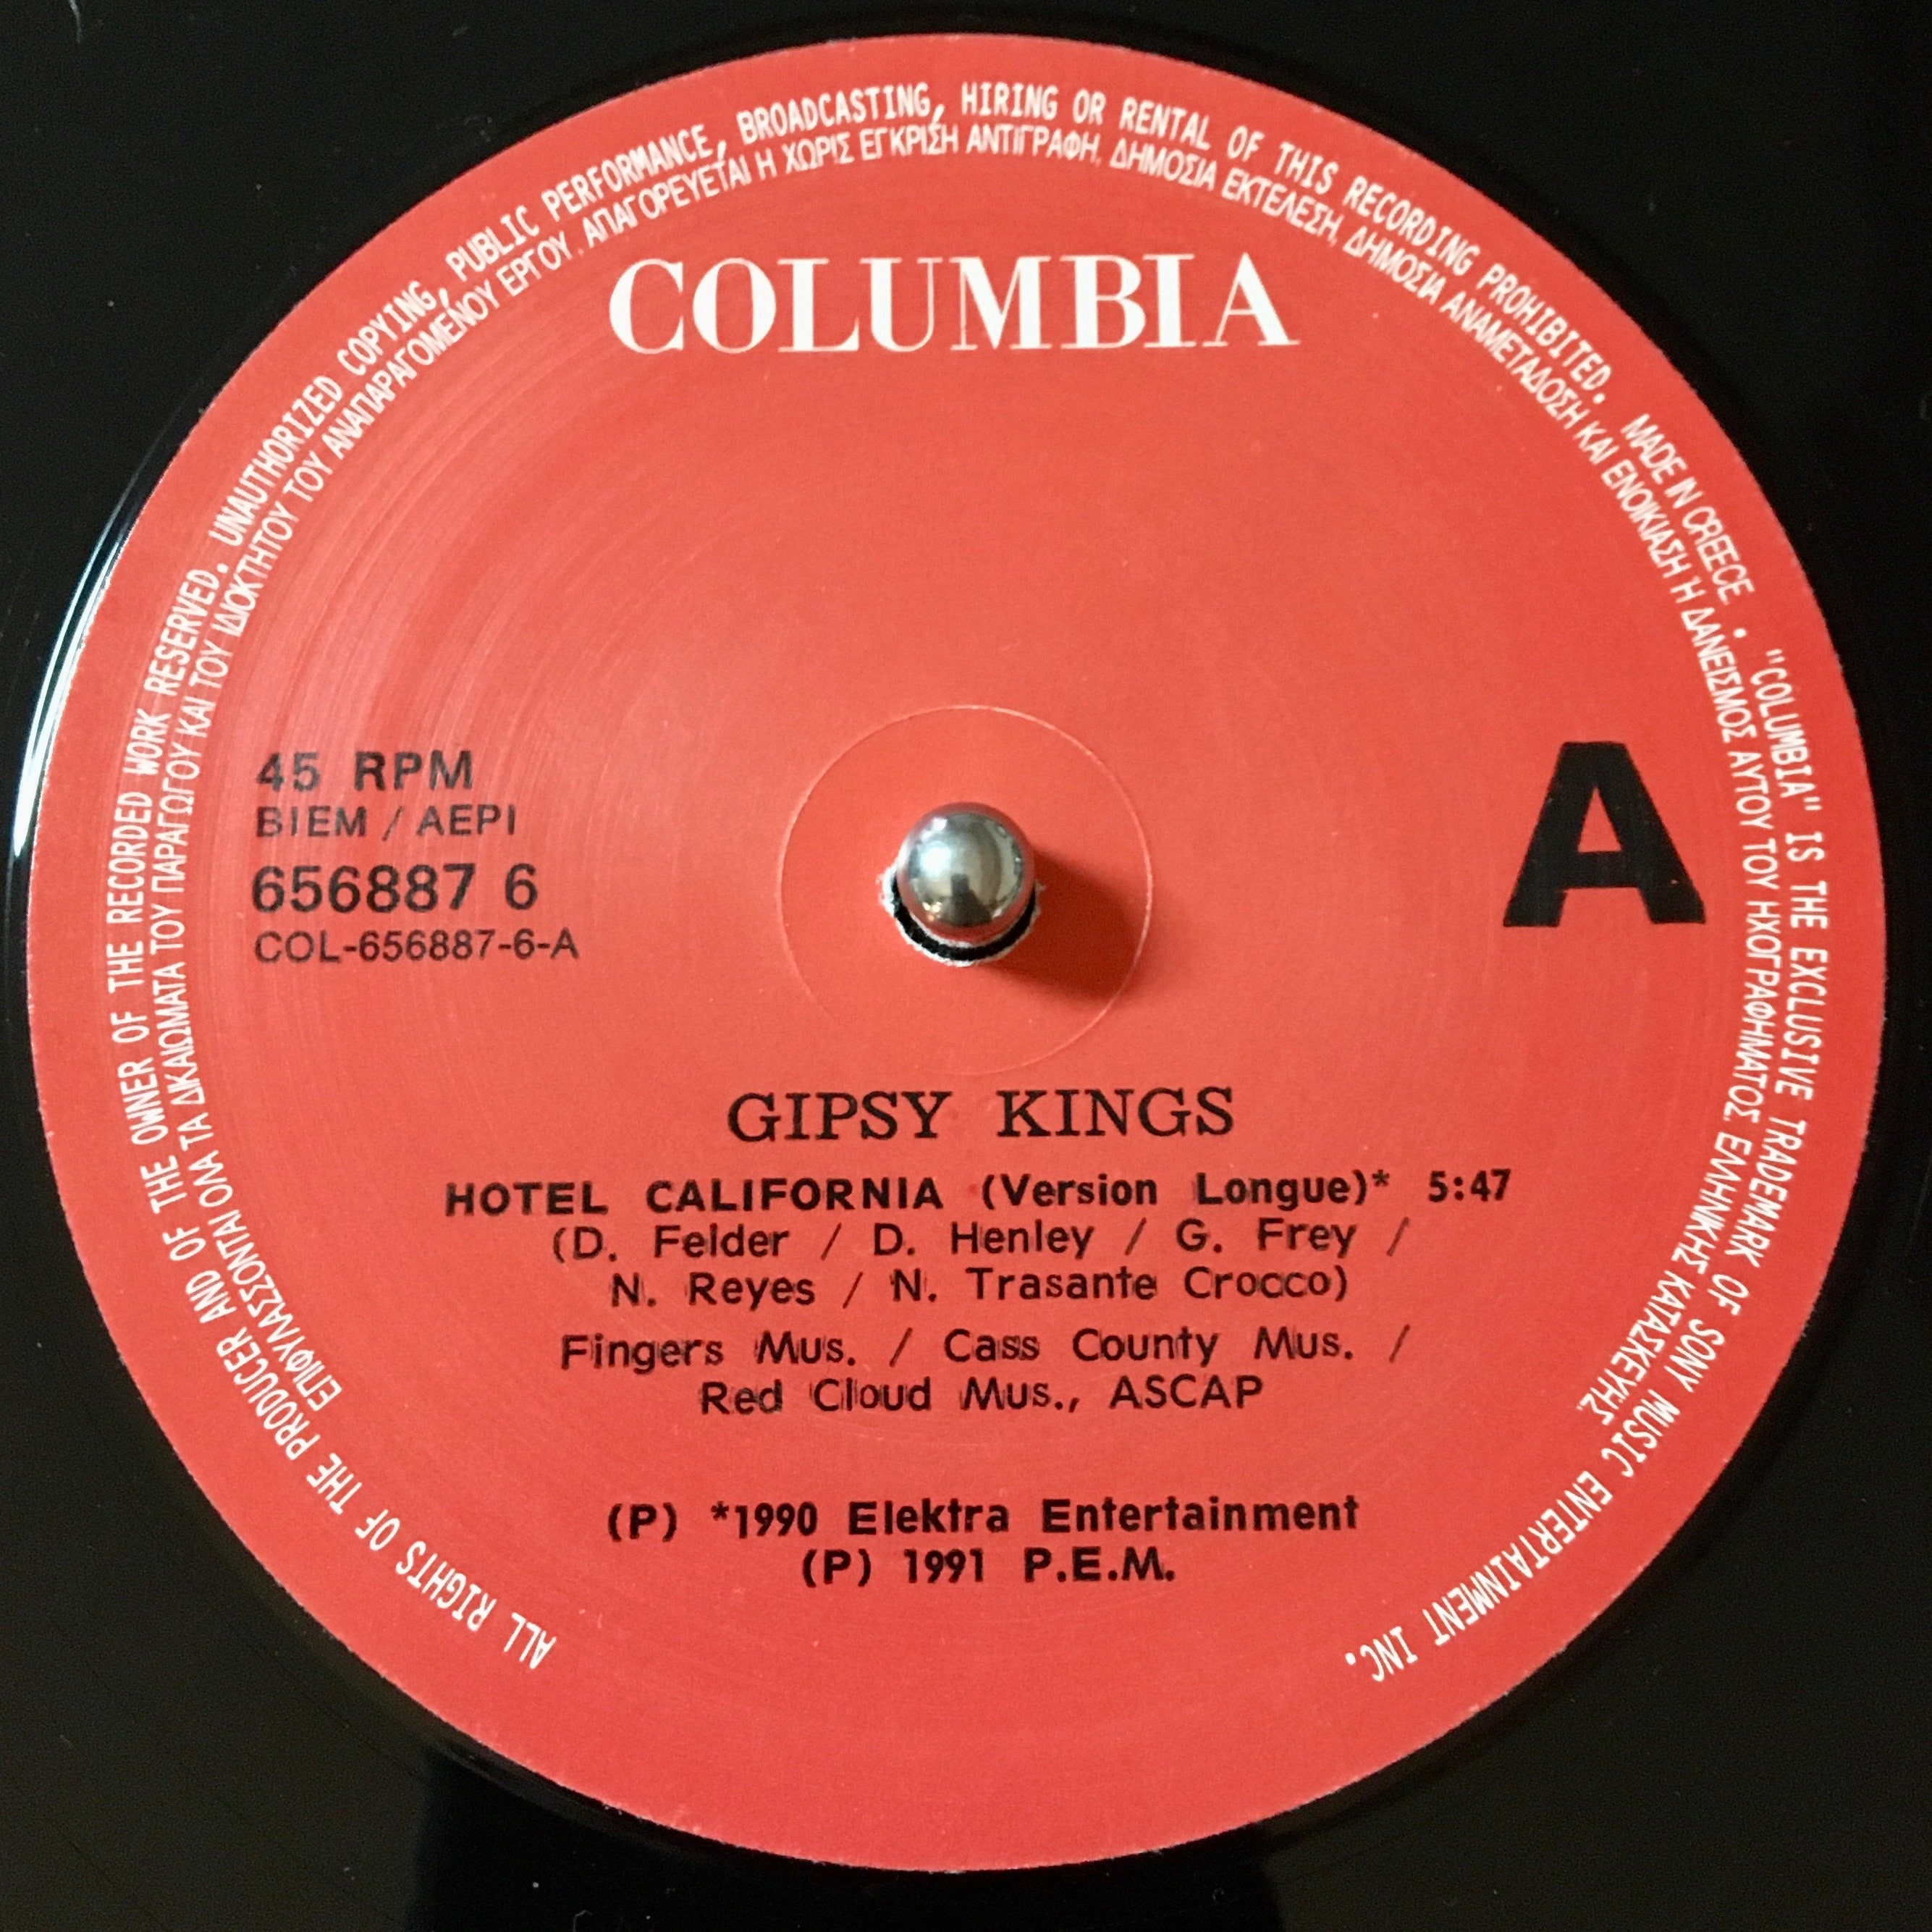 ALL RIGHTS OF THE PRODUCER AND OF THE OWNER OF THE RECORDED WORK RESERVED. UNAUTHORIZED COPYING, PUBLIC PERFORMANCE, BROADCASTING, HIRING OR RENTAL OF THIS RECORDING PROHIBITED. MADE IN GREECE. • "COLUMBIA" IS THE EXCLUSIVE TRADEMARK OF SONY MUSIC ENTERTAINMENT INC.
ΕΠΙΦΥΛΑΣΣΟΝΤΑΙ ΟΛΑ ΤΑ ΔΙΚΑΙΩΜΑΤΑ ΤΟΥ ΠΑΡΑΓΩΓΟΥ ΚΑΙ ΤΟΥ ΙΔΙΟΚΤΗΤΟΥ ΤΟΥ ΑΝΑΠΑΡΑΓΟΜΕΝΟΥ ΕΡΓΟΥ. ΑΠΑΓΟΡΕΥΕΤΑΙ Η ΧΩΡΙΣ ΕΓΚΡΙΣΗ ΑΝΤΙΓΡΑΦΗ, ΔΗΜΟΣΙΑ ΕΚΤΕΛΕΣΗ, ΔΗΜΟΣΙΑ ΑΝΑΜΕΤΑΔΟΣΗ ΚΑΙ ΕΝΟΙΚΙΑΣΗ Ή ΔΑΝΕΙΣΜΟΣ ΑΥΤΟΥ ΤΟΥ ΗΧΟΓΡΑΦΗΜΑΤΟΣ. ΕΛΛΗΝΙΚΗΣ ΚΑΤΑΣΚΕΥΗΣ.
COLUMBIA
45 RPM
BIEM / AEPI
656887 6
COL-656887-6-A
A
GIPSY KINGS
HOTEL CALIFORNIA (Version Longue)* 5:47
(D. Felder / D. Henley / G. Frey /
N. Reyes / N. Trasante Crocco)
Fingers Mus. / Cass County Mus. /
Red Cloud Mus., ASCAP
(P) *1990 Elektra Entertainment
(P) 1991 P.E.M.